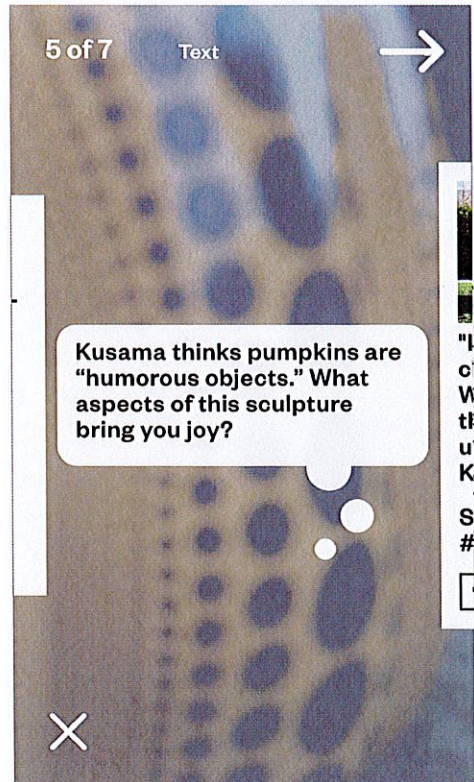 5 of 7
Text
Kusama thinks pumpkins are
“humorous objects.” What
aspects of this sculpture
bring you joy?